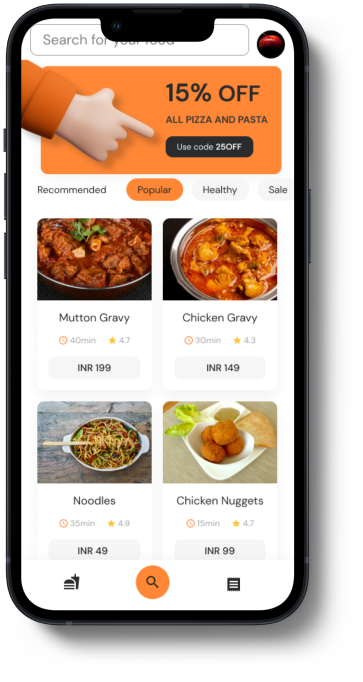 Search for your food
15% OFF
ALL PIZZA AND PASTA
Use code 25OFF
Recommended Popular Healthy Sale
Mutton Gravy Chicken Gravy
40min 4.7 30min 4.3
INR 199 INR 149
Noodles Chicken Nuggets
35min 4.9 15min 4.7
INR 49 INR 99